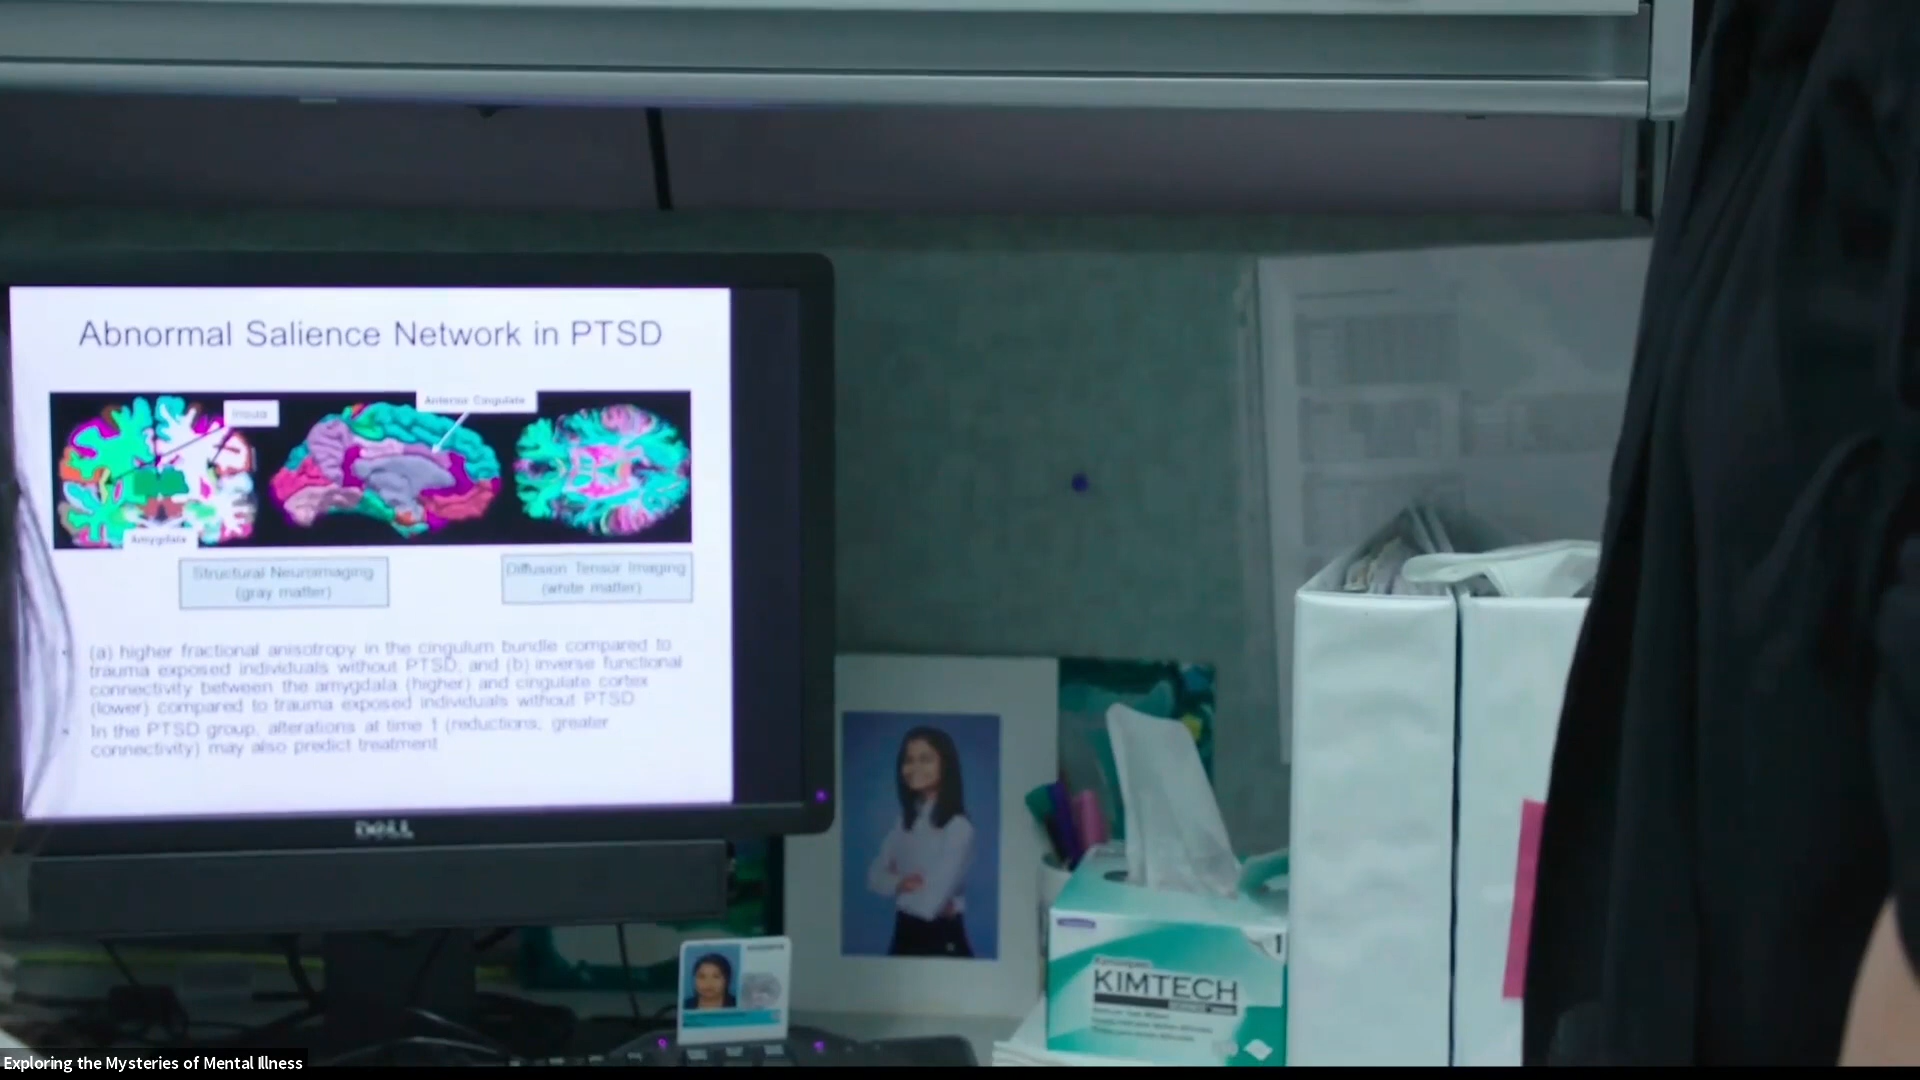 Abnormal Salience Network in PTSD
Insula
Anterior Cingulate
Amygdala
Structural Neuroimaging
(gray matter)
Diffusion Tensor Imaging
(white matter)
(a) higher fractional anisotropy in the cingulum bundle compared to
trauma exposed individuals without PTSD, and (b) inverse functional
connectivity between the amygdala (higher) and cingulate cortex
(lower) compared to trauma exposed individuals without PTSD
In the PTSD group, alterations at time 1 (reductions, greater
connectivity) may also predict treatment
DELL
KIMTECH
Exploring the Mysteries of Mental Illness